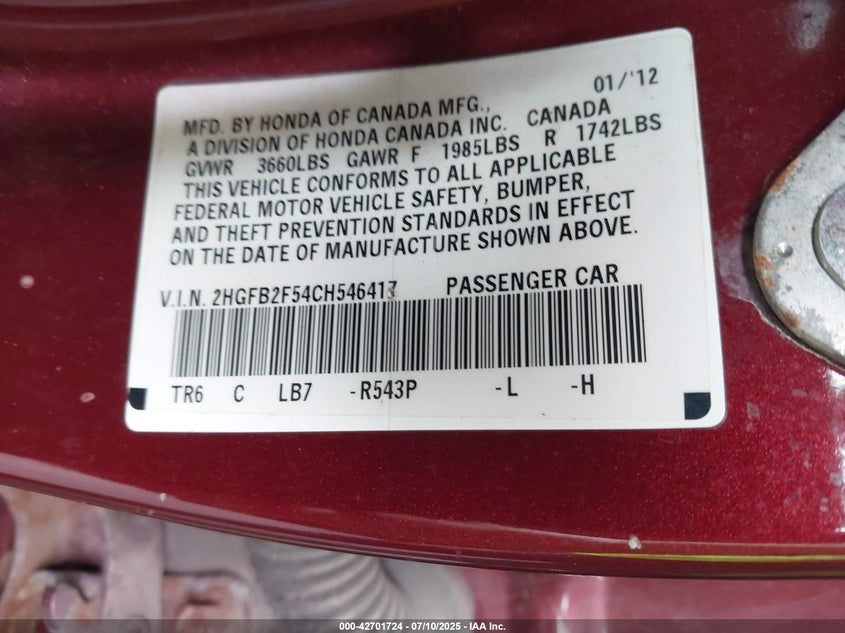 01/'12
MFD. BY HONDA OF CANADA MFG.,
A DIVISION OF HONDA CANADA INC. CANADA
GVWR 3660LBS GAWR F 1985LBS R 1742LBS
THIS VEHICLE CONFORMS TO ALL APPLICABLE
FEDERAL MOTOR VEHICLE SAFETY, BUMPER,
AND THEFT PREVENTION STANDARDS IN EFFECT
ON THE DATE OF MANUFACTURE SHOWN ABOVE.
V.I.N. 2HGFB2F54CH546417 PASSENGER CAR
TR6 C LB7 -R543P -L -H
000-42701724 - 07/10/2025 - IAA Inc.